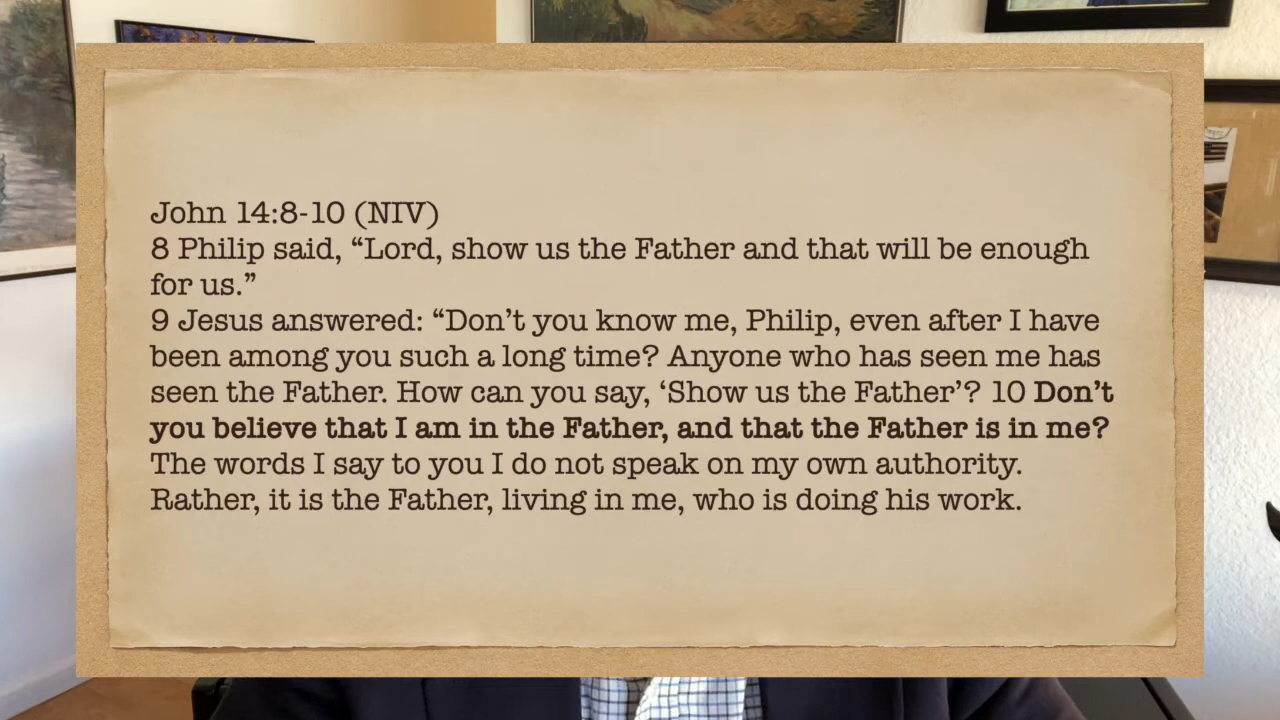 John 14:8-10 (NIV)
8 Philip said, “Lord, show us the Father and that will be enough
for us.”
9 Jesus answered: “Don’t you know me, Philip, even after I have
been among you such a long time? Anyone who has seen me has
seen the Father. How can you say, ‘Show us the Father’? 10 Don’t
you believe that I am in the Father, and that the Father is in me?
The words I say to you I do not speak on my own authority.
Rather, it is the Father, living in me, who is doing his work.